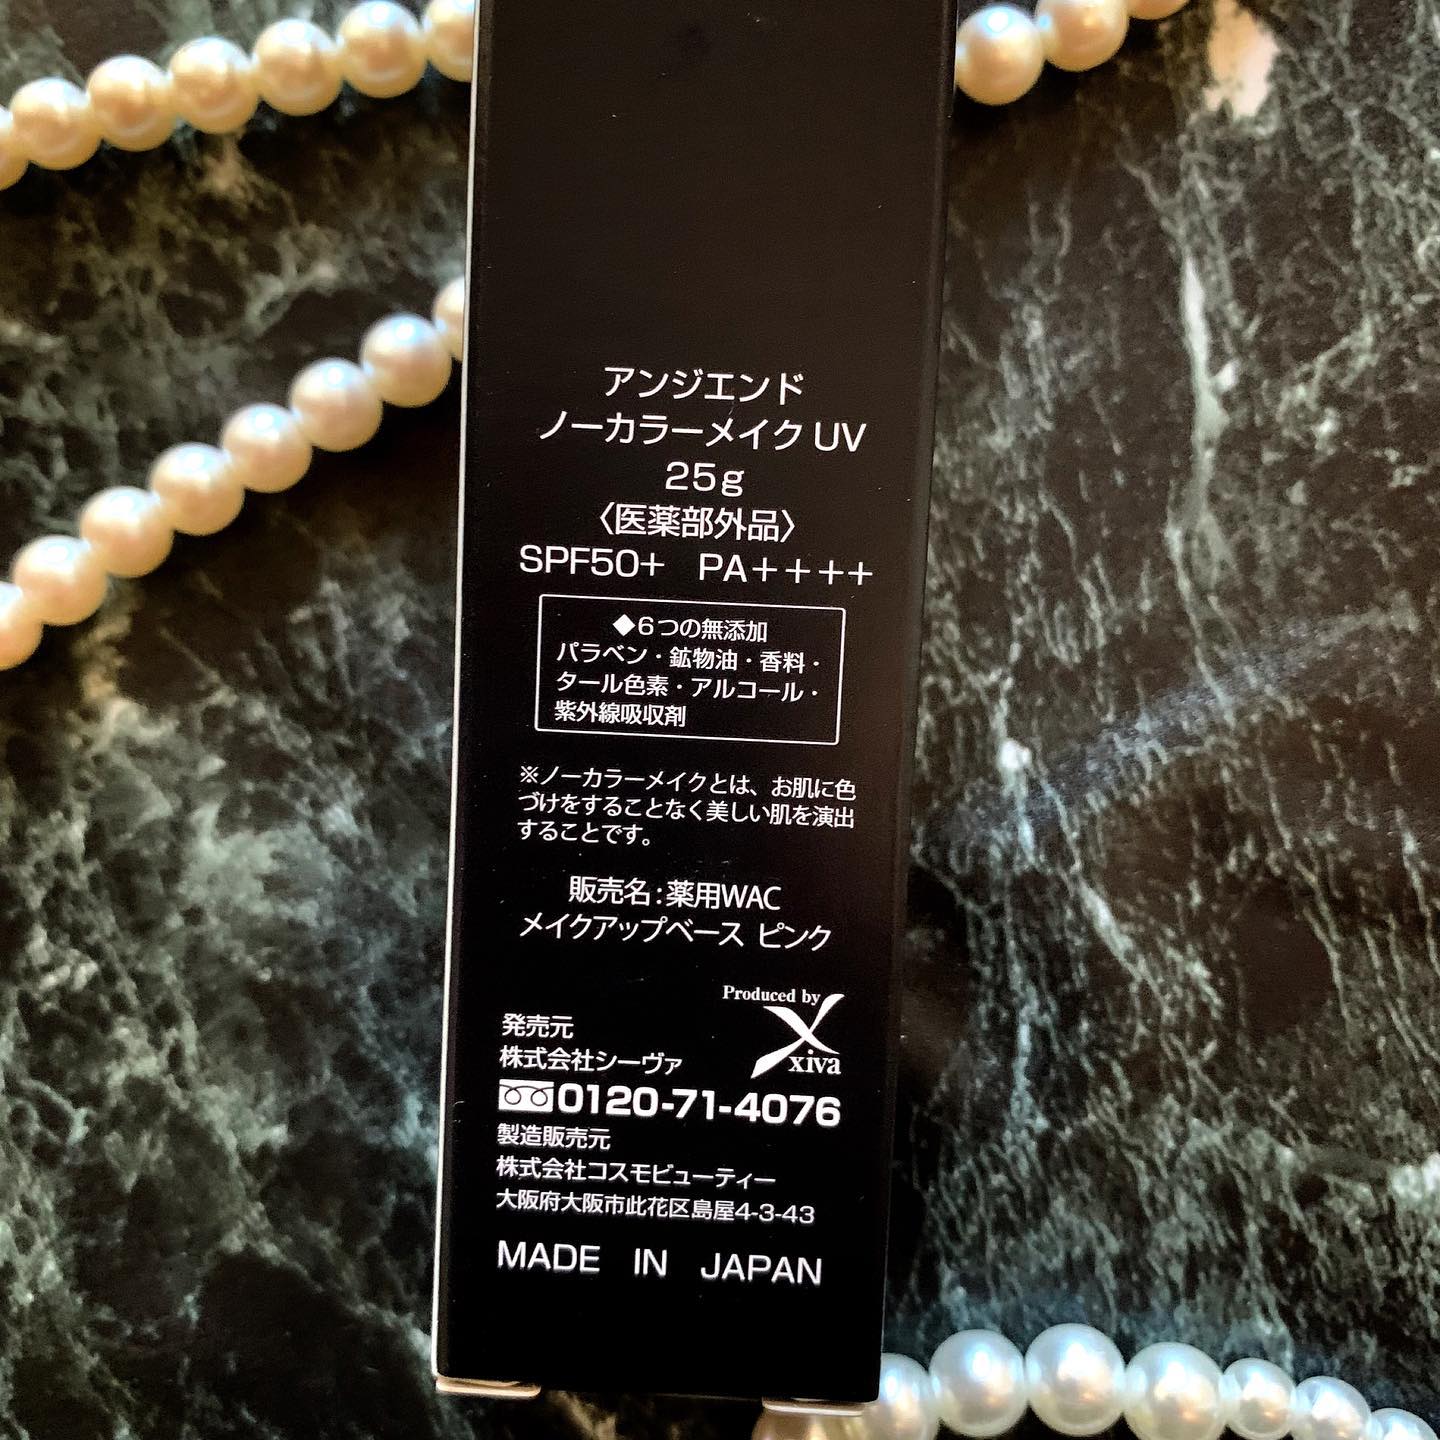 アンジエンド
ノーカラーメイクUV
25g
〈医薬部外品〉
SPF50+ PA++++
◆6つの無添加
パラベン・鉱物油・香料・
タール色素・アルコール・
紫外線吸収剤
※ノーカラーメイクとは、お肌に色
づけをすることなく美しい肌を演出
することです。
販売名:薬用WAC
メイクアップベース ピンク
Produced by
xiva
発売元
株式会社シーヴァ
0120-71-4076
製造販売元
株式会社コスモビューティー
大阪府大阪市此花区島屋4-3-43
MADE IN JAPAN